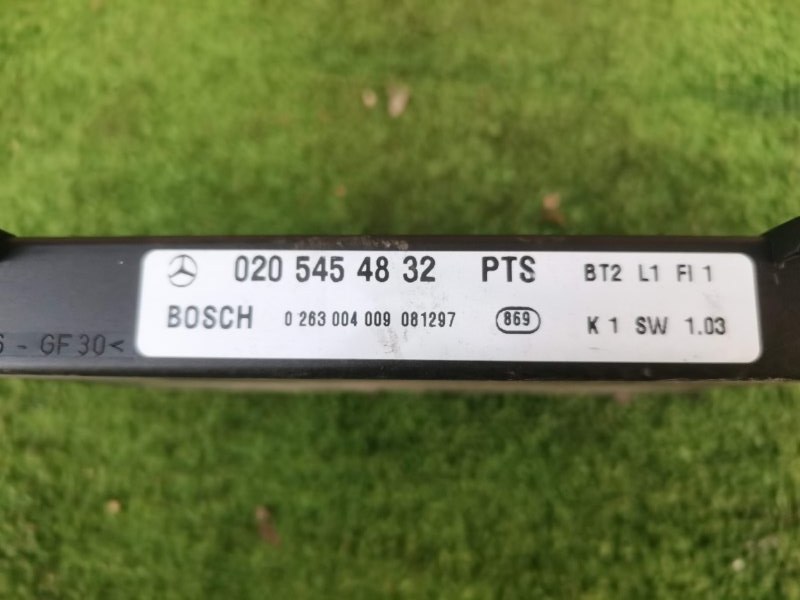 020 545 48 32 PTS BT2 L1 FI 1
BOSCH 0 263 004 009 081297 869 K 1 SW 1.03
- GF30<